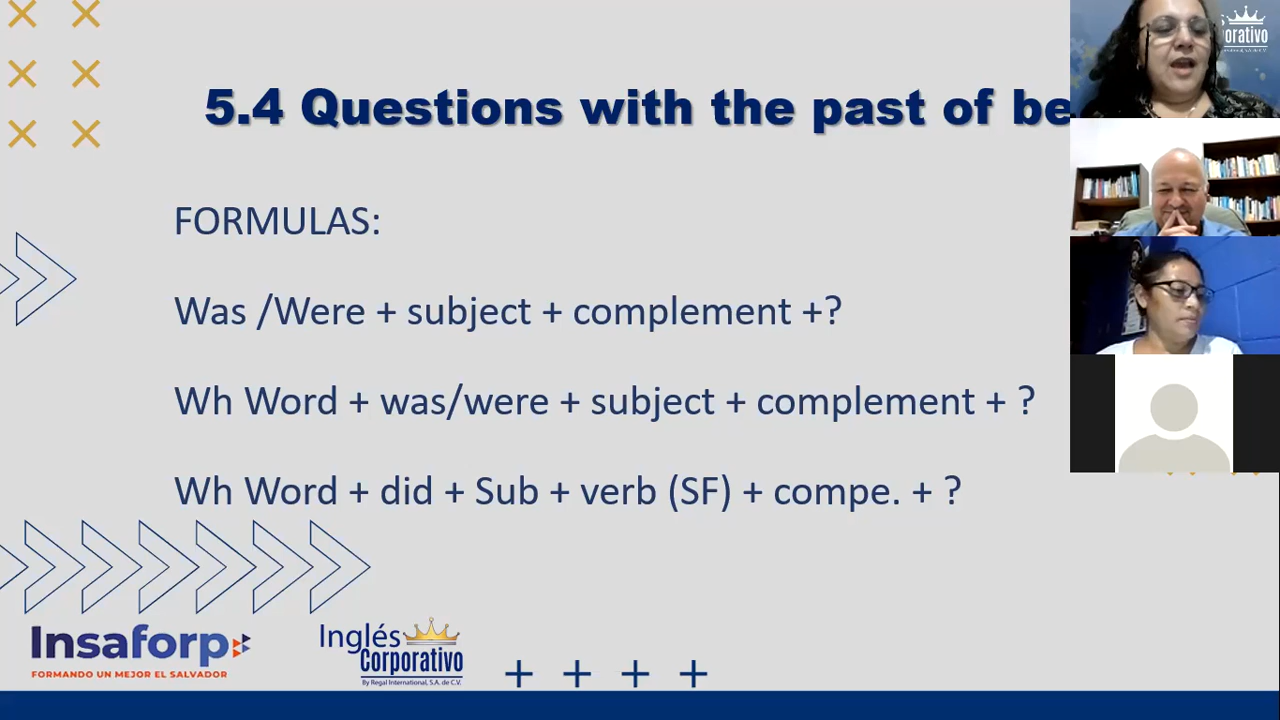 5.4 Questions with the past of be
FORMULAS:
Was /Were + subject + complement +?
Wh Word + was/were + subject + complement + ?
Wh Word + did + Sub + verb (SF) + compe. + ?
Insaforp
FORMANDO UN MEJOR EL SALVADOR
Inglés
Corporativo
By Regal International, S.A. de C.V.
orativo